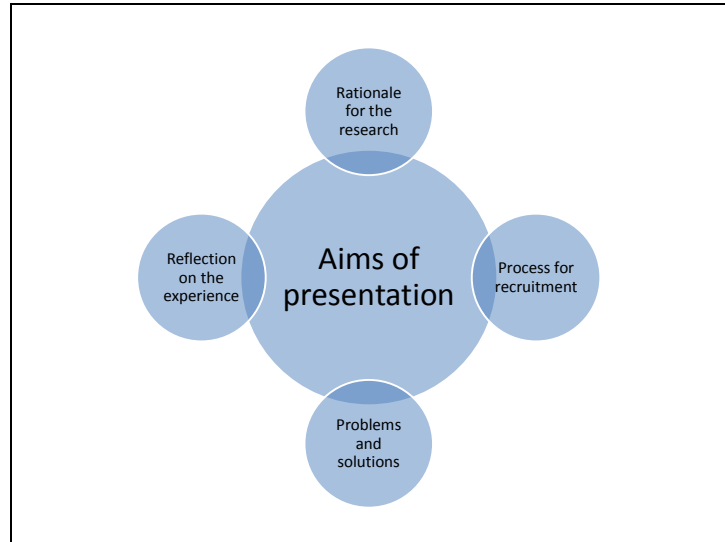 Rationale
for the
research
Aims of
presentation
Reflection
on the
experience
Process for
recruitment
Problems
and
solutions